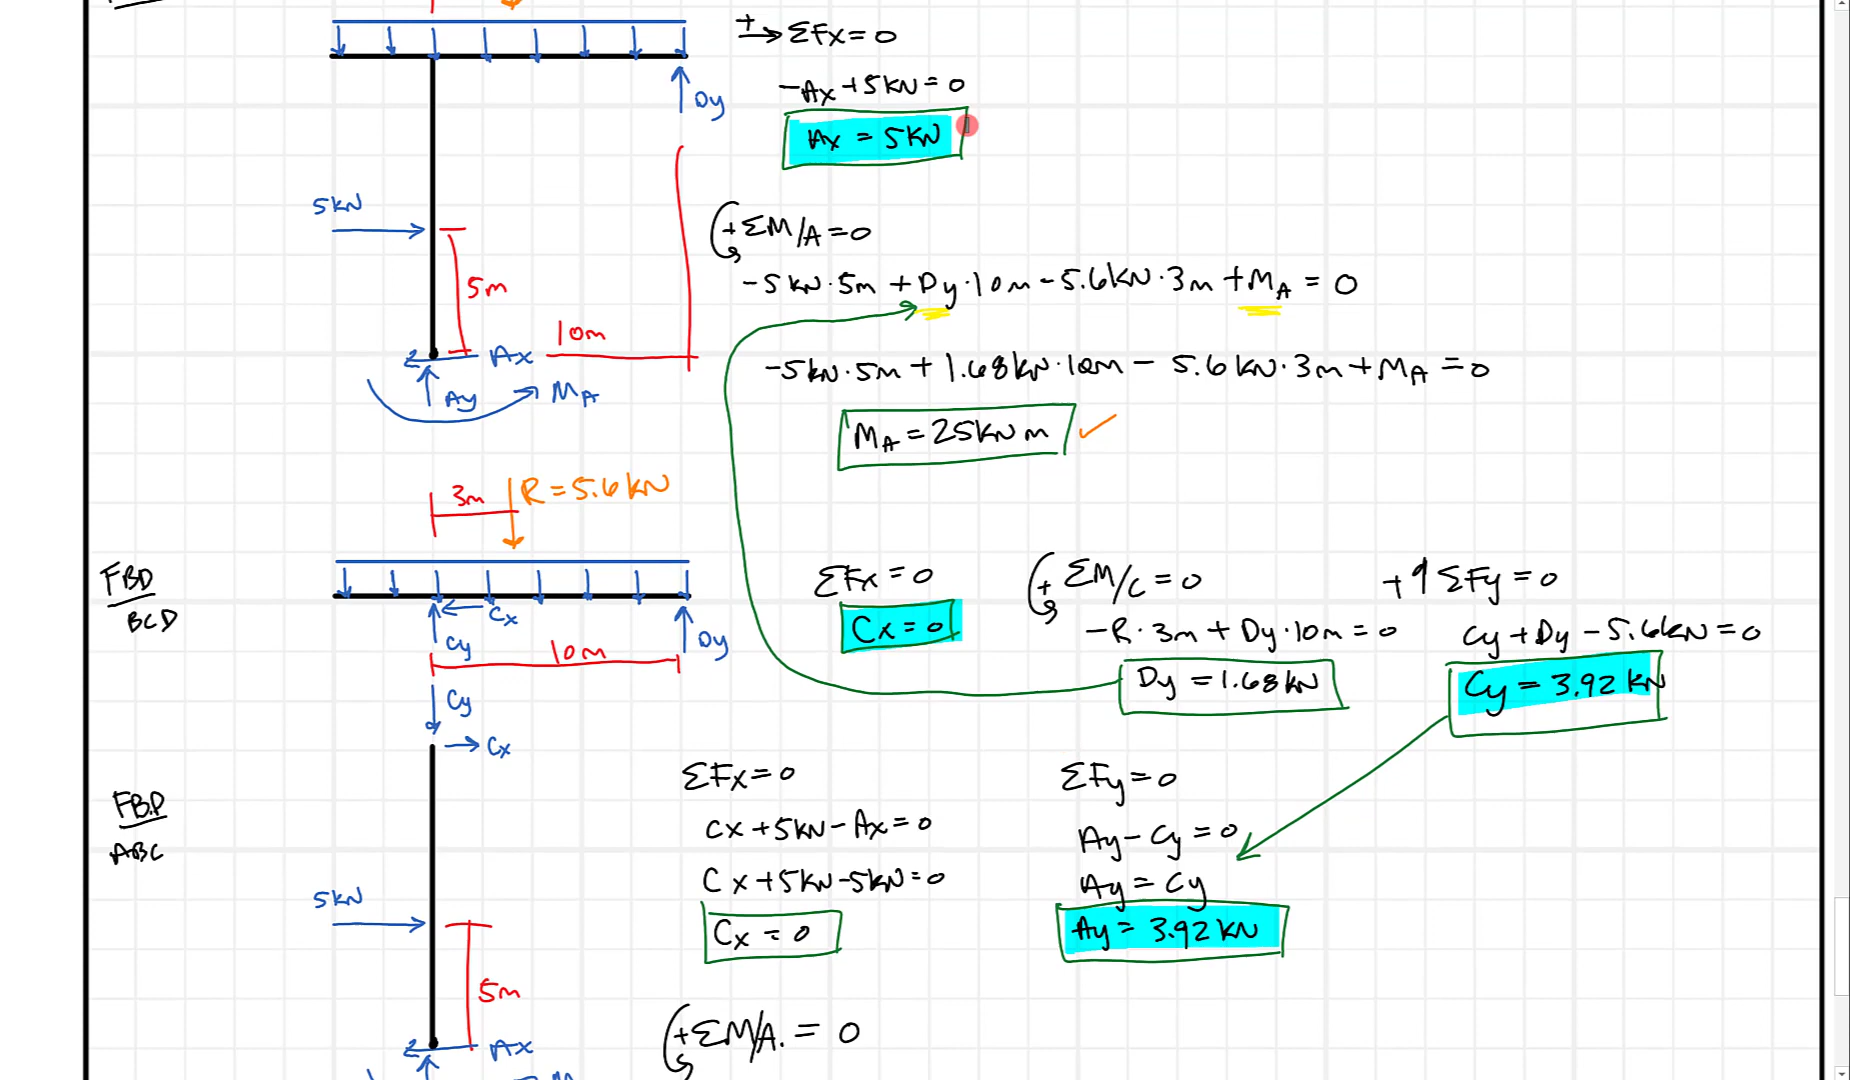 +→ ΣFx = 0
-Ax + 5kN = 0
Ax = 5kN
Dy
5kN
5m
10m
Ax
Ay
MA
+ ΣM/A = 0
-5kN·5m + Dy·10m - 5.6kN·3m + MA = 0
-5kN·5m + 1.68kN·10m - 5.6kN·3m + MA = 0
MA = 25kN m ✓
3m
R = 5.6kN
FBD
BCD
Cx
Cy
10m
Dy
ΣFx = 0
Cx = 0
+ ΣM/C = 0
-R·3m + Dy·10m = 0
Dy = 1.68kN
+↑ ΣFy = 0
Cy + Dy - 5.6kN = 0
Cy = 3.92 kN
Cy
Cx
FBD
ABC
5kN
5m
Ax
ΣFx = 0
Cx + 5kN - Ax = 0
Cx + 5kN - 5kN = 0
Cx = 0
ΣFy = 0
Ay - Cy = 0
Ay = Cy
Ay = 3.92 kN
+ ΣM/A. = 0